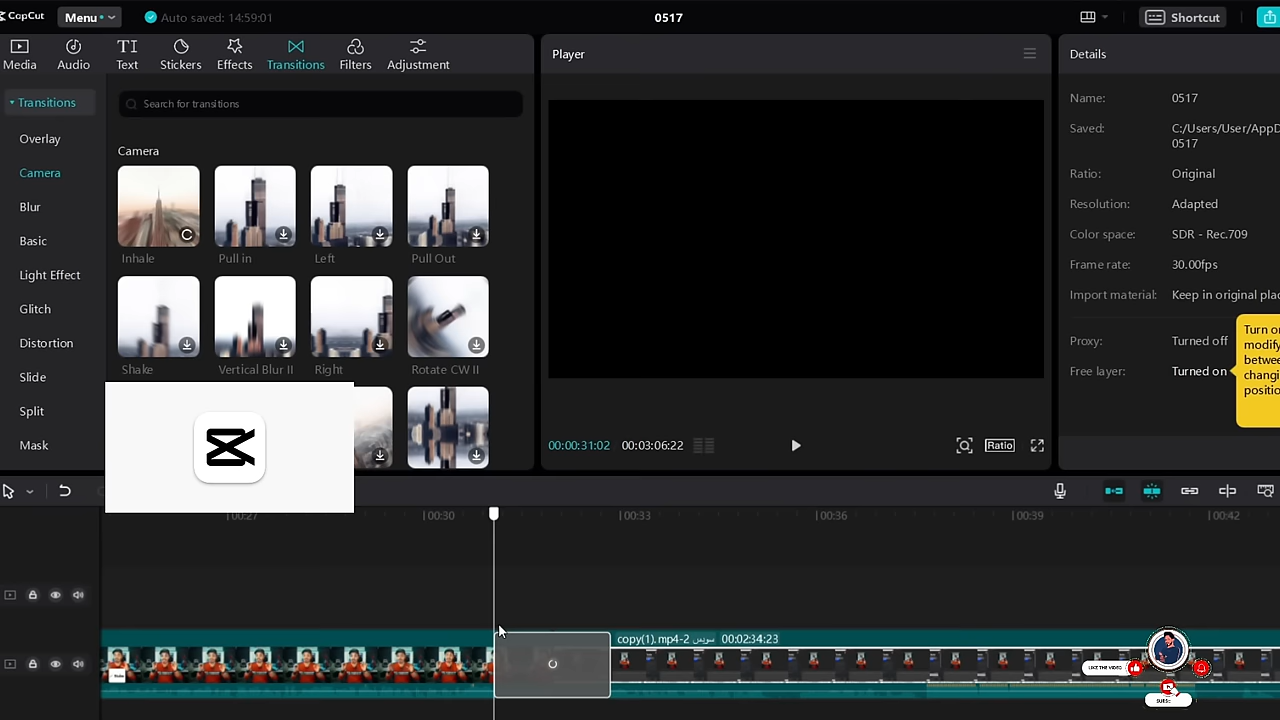 CapCut
Menu
Auto saved: 14:59:01
0517
Shortcut
Media
Audio
TI
Text
Stickers
Effects
Transitions
Filters
Adjustment
Transitions
Overlay
Camera
Blur
Basic
Light Effect
Glitch
Distortion
Slide
Split
Mask
Search for transitions
Camera
Inhale
Pull in
Left
Pull Out
Shake
Vertical Blur II
Right
Rotate CW II
Player
00:00:31:02
00:03:06:22
Ratio
Details
Name:
0517
Saved:
C:/Users/User/AppD
0517
Ratio:
Original
Resolution:
Adapted
Color space:
SDR - Rec.709
Frame rate:
30.00fps
Import material:
Keep in original plac
Proxy:
Turned off
Free layer:
Turned on
Turn o
modify
betwee
changi
positio
00:27
00:30
00:33
00:36
00:39
00:42
copy(1).mp4-2 سويس 00:02:34:23
LIKE THE VIDEO